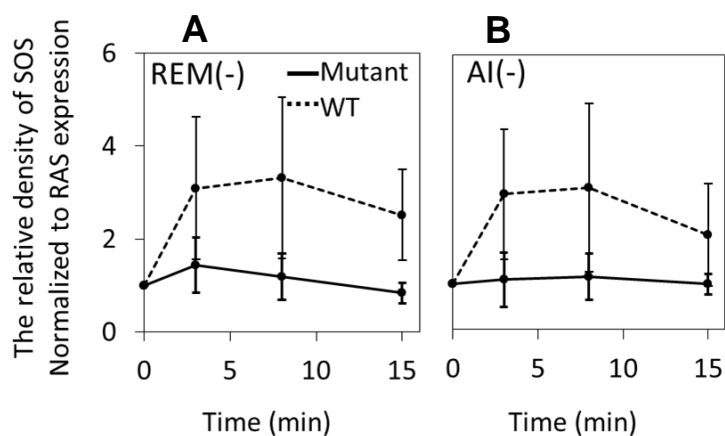 A
B
The relative density of SOS
Normalized to RAS expression
6
4
2
0
REM(-)
Mutant
WT
AI(-)
0 5 10 15
0 5 10 15
Time (min)
Time (min)